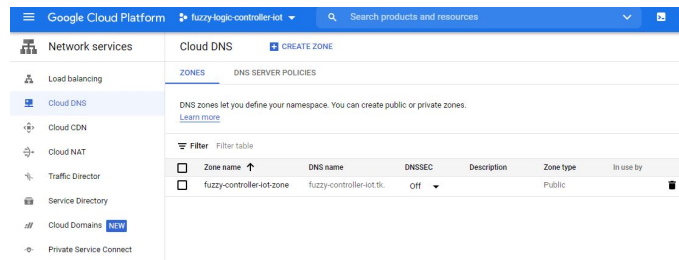 Google Cloud Platform fuzzy-logic-controller-iot Search products and resources
Network services
Cloud DNS CREATE ZONE
Load balancing
Cloud DNS
Cloud CDN
Cloud NAT
Traffic Director
Service Directory
Cloud Domains NEW
Private Service Connect
ZONES DNS SERVER POLICIES
DNS zones let you define your namespace. You can create public or private zones.
Learn more
Filter Filter table
Zone name DNS name DNSSEC Description Zone type In use by
fuzzy-controller-iot-zone fuzzy-controller-iot.tk. Off Public